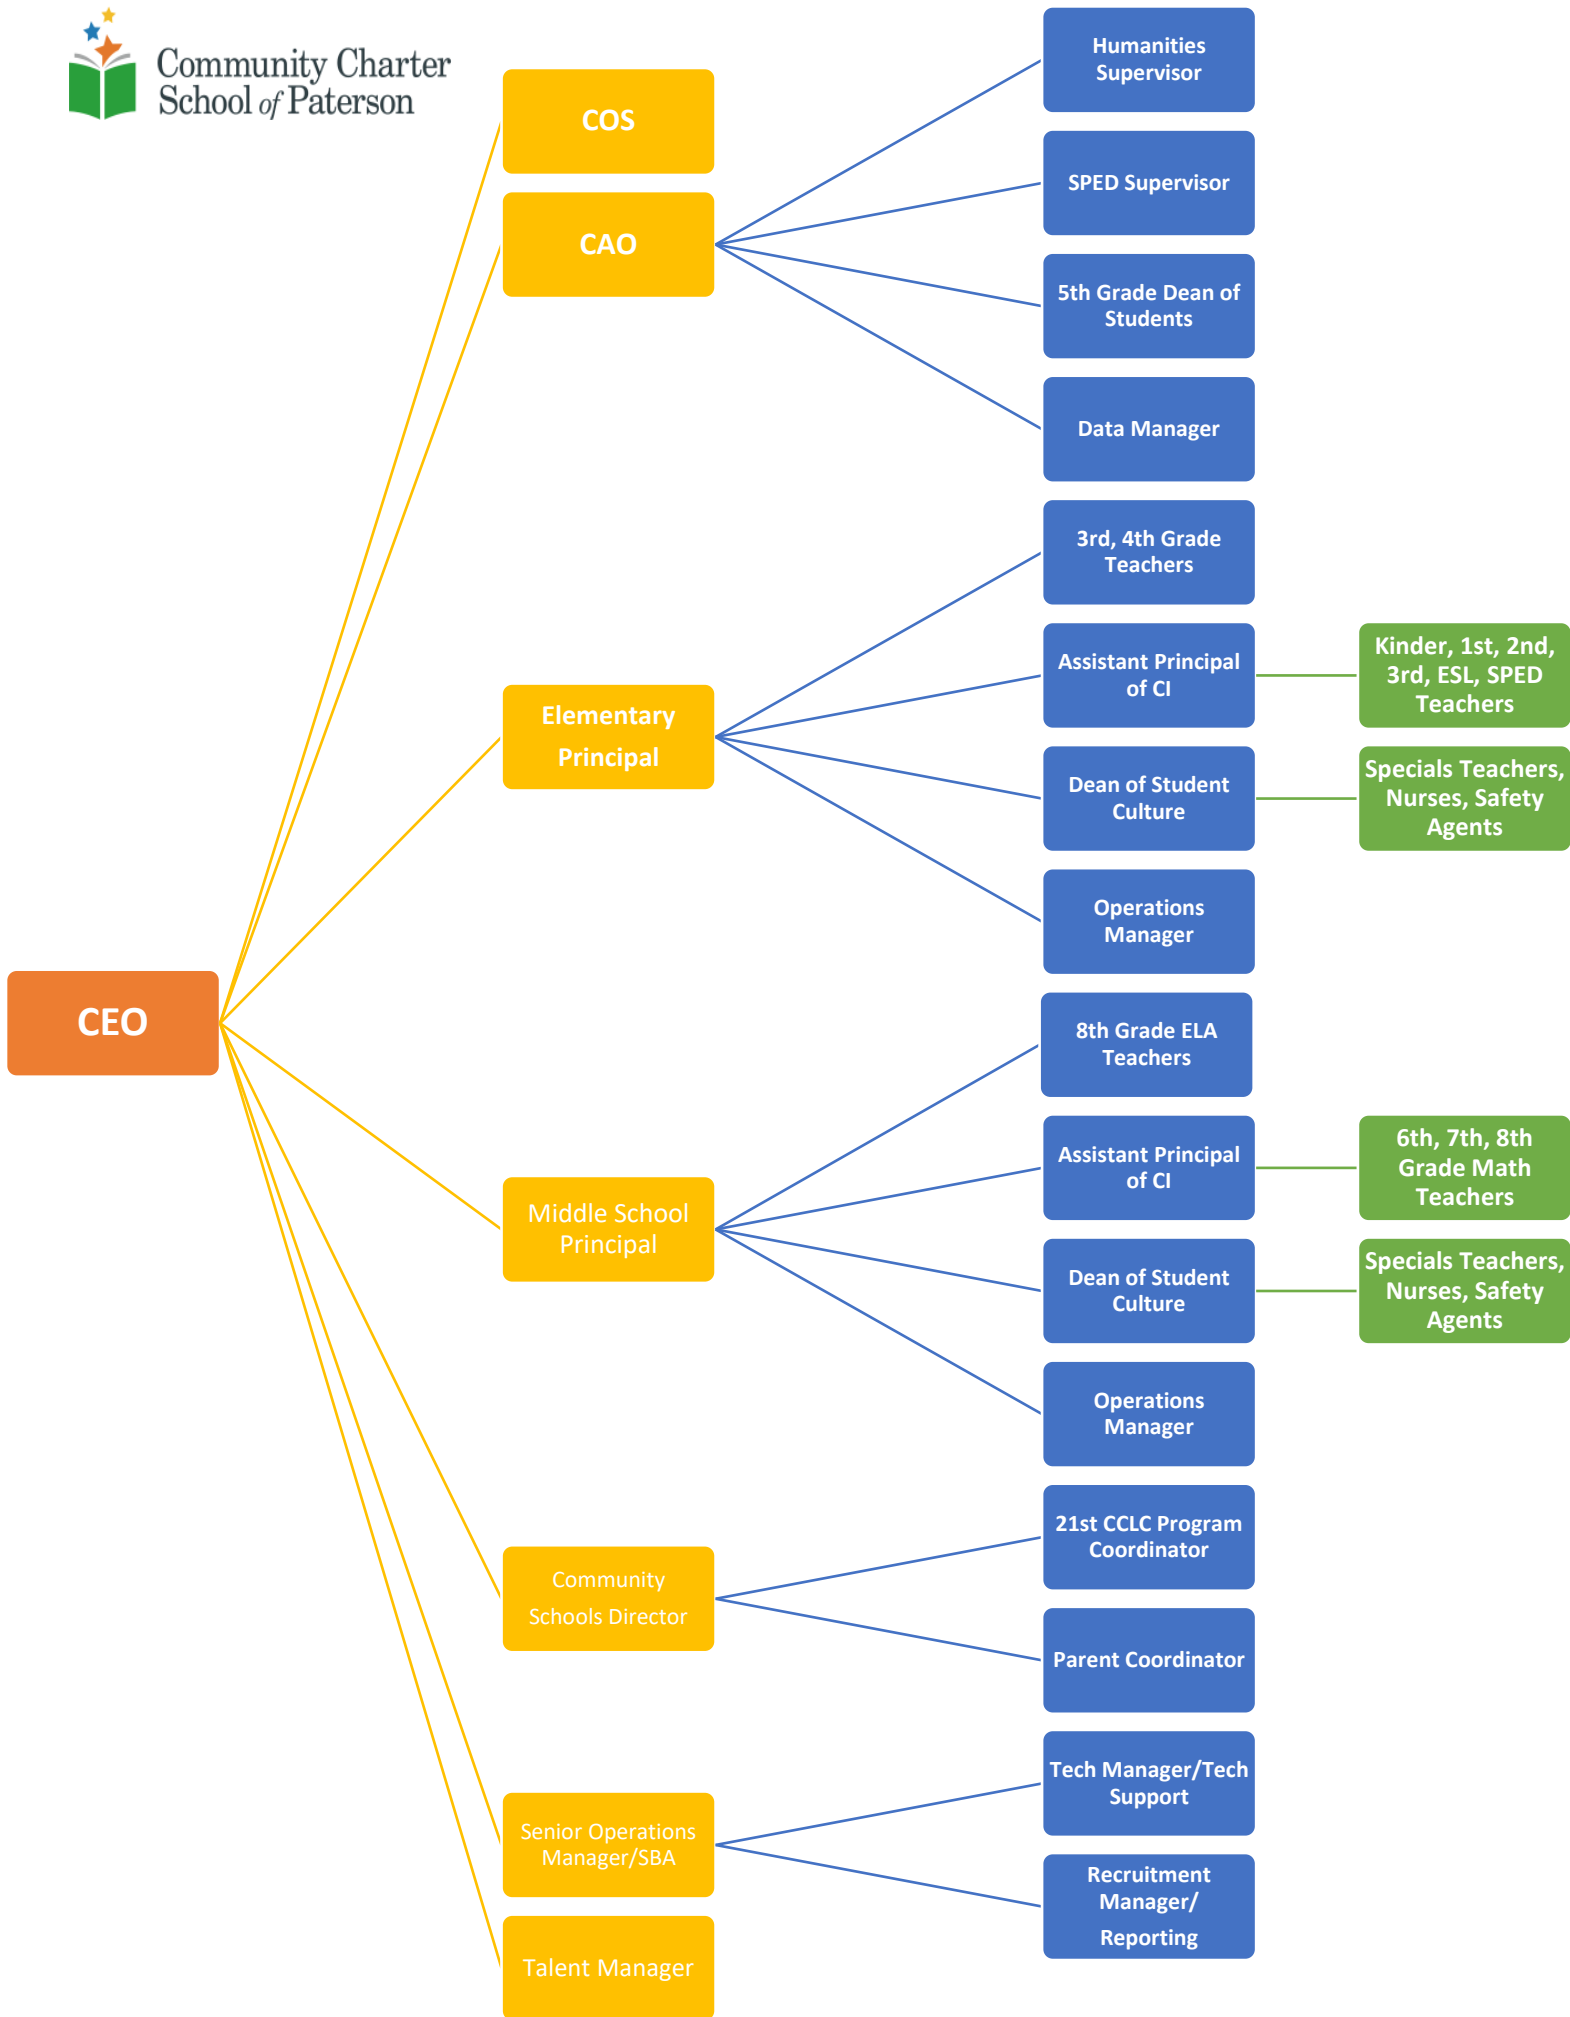 Community Charter
School of Paterson
COS
CAO
Humanities
Supervisor
SPED Supervisor
5th Grade Dean of
Students
Data Manager
CEO
Elementary
Principal
3rd, 4th Grade
Teachers
Assistant Principal
of CI
Kinder, 1st, 2nd,
3rd, ESL, SPED
Teachers
Dean of Student
Culture
Specials Teachers,
Nurses, Safety
Agents
Operations
Manager
Middle School
Principal
8th Grade ELA
Teachers
Assistant Principal
of CI
6th, 7th, 8th
Grade Math
Teachers
Dean of Student
Culture
Specials Teachers,
Nurses, Safety
Agents
Operations
Manager
Community
Schools Director
21st CCLC Program
Coordinator
Parent Coordinator
Senior Operations
Manager/SBA
Tech Manager/Tech
Support
Recruitment
Manager/
Reporting
Talent Manager